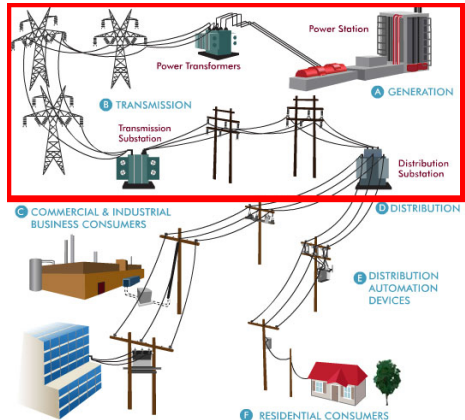 Power Station
Power Transformers
A GENERATION
B TRANSMISSION
Transmission
Substation
Distribution
Substation
C COMMERCIAL & INDUSTRIAL
BUSINESS CONSUMERS
D DISTRIBUTION
E DISTRIBUTION
AUTOMATION
DEVICES
F RESIDENTIAL CONSUMERS